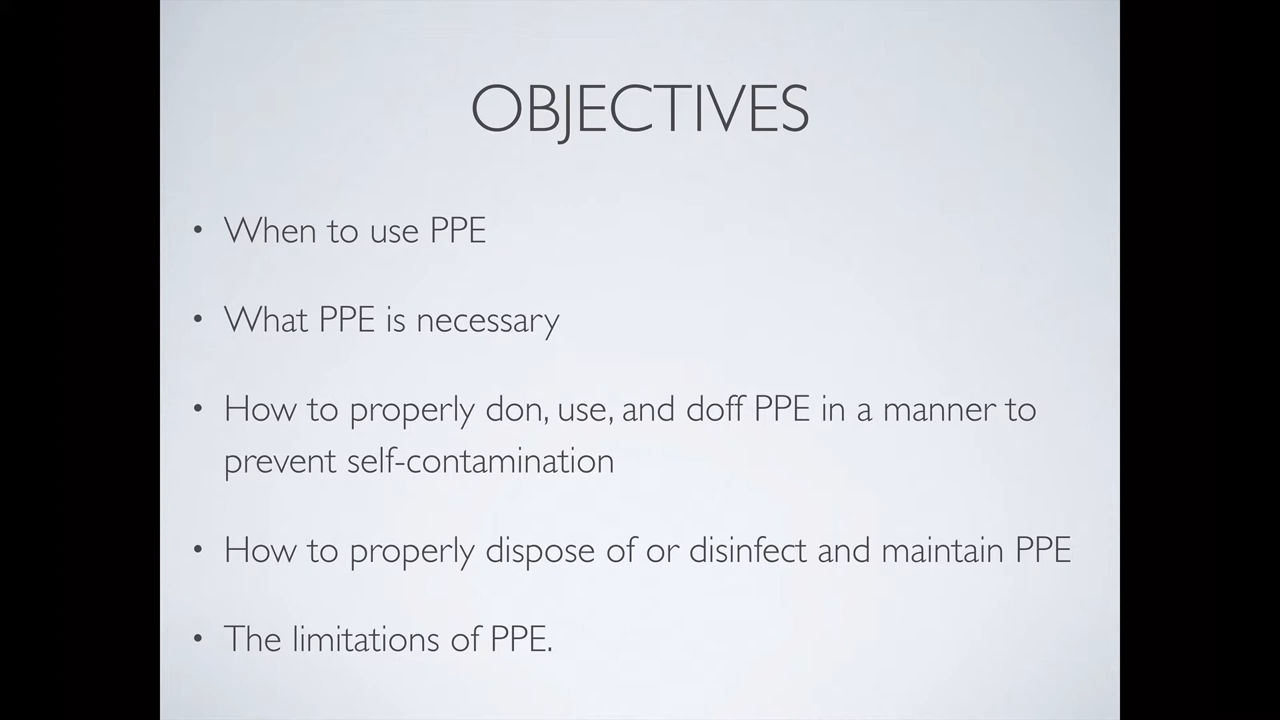 OBJECTIVES
• When to use PPE
• What PPE is necessary
• How to properly don, use, and doff PPE in a manner to
prevent self-contamination
• How to properly dispose of or disinfect and maintain PPE
• The limitations of PPE.